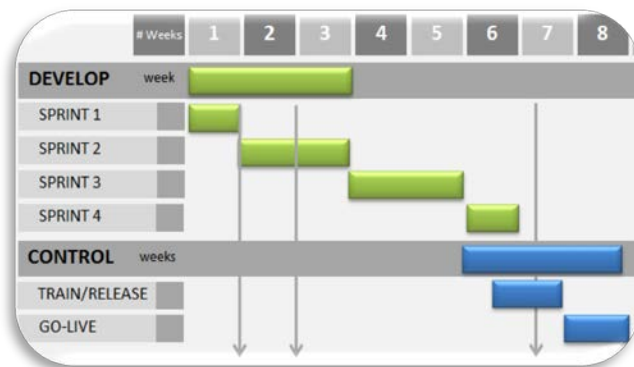 # Weeks 1 2 3 4 5 6 7 8
DEVELOP week
SPRINT 1
SPRINT 2
SPRINT 3
SPRINT 4
CONTROL weeks
TRAIN/RELEASE
GO-LIVE